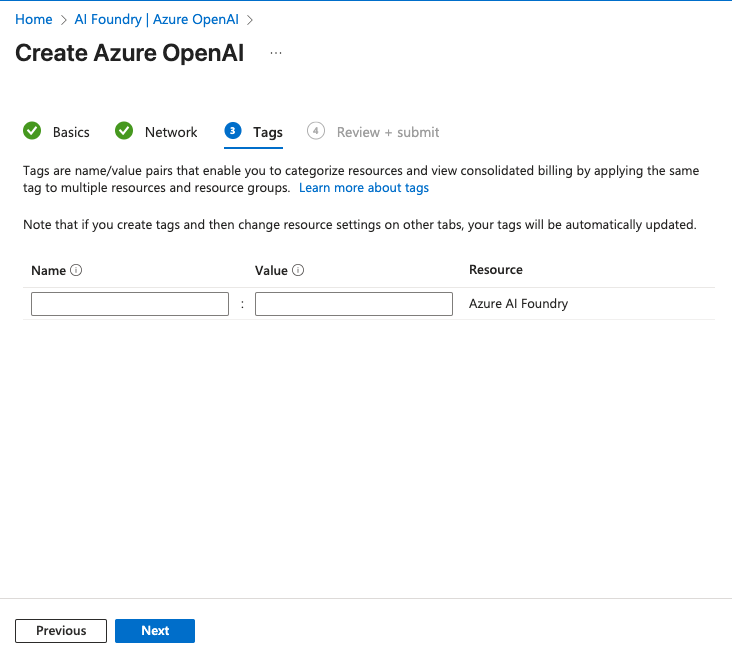 Home > AI Foundry | Azure OpenAI >
Create Azure OpenAI ...
Basics Network 3 Tags 4 Review + submit
Tags are name/value pairs that enable you to categorize resources and view consolidated billing by applying the same
tag to multiple resources and resource groups. Learn more about tags
Note that if you create tags and then change resource settings on other tabs, your tags will be automatically updated.
Name Value Resource
: Azure AI Foundry
Previous Next